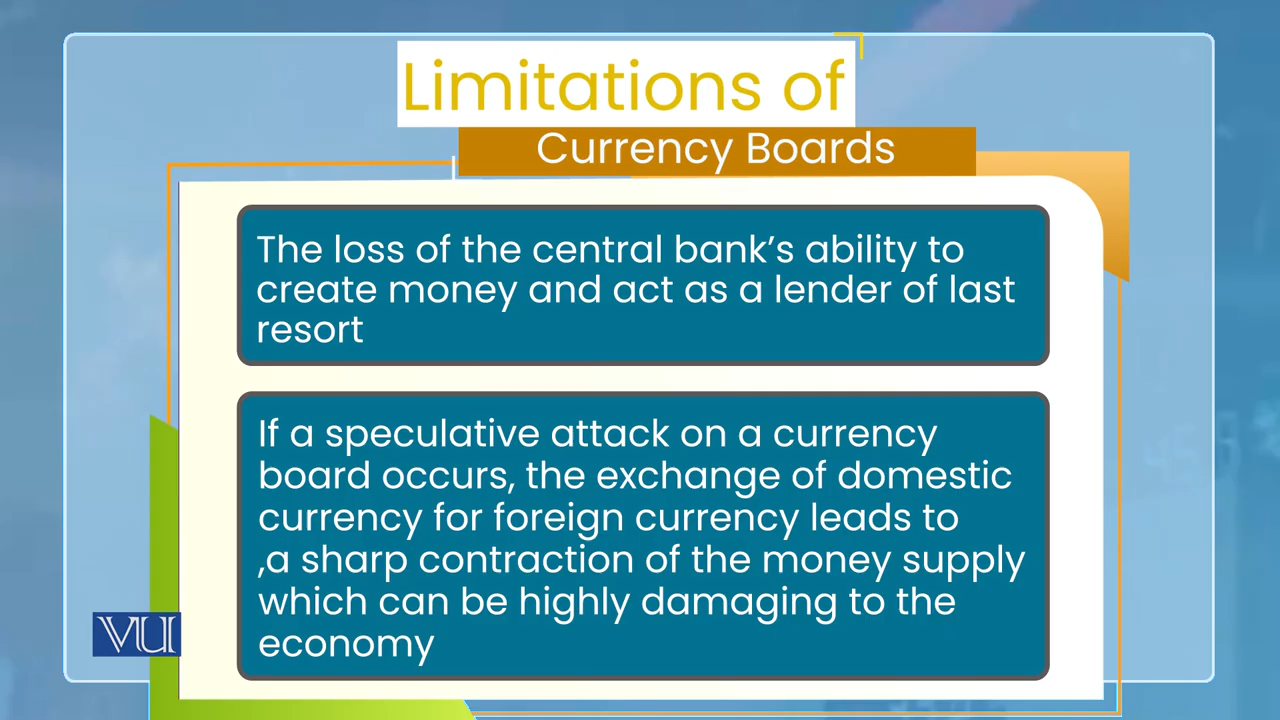 Limitations of
Currency Boards
The loss of the central bank’s ability to
create money and act as a lender of last
resort
If a speculative attack on a currency
board occurs, the exchange of domestic
currency for foreign currency leads to
,a sharp contraction of the money supply
which can be highly damaging to the
economy
VU